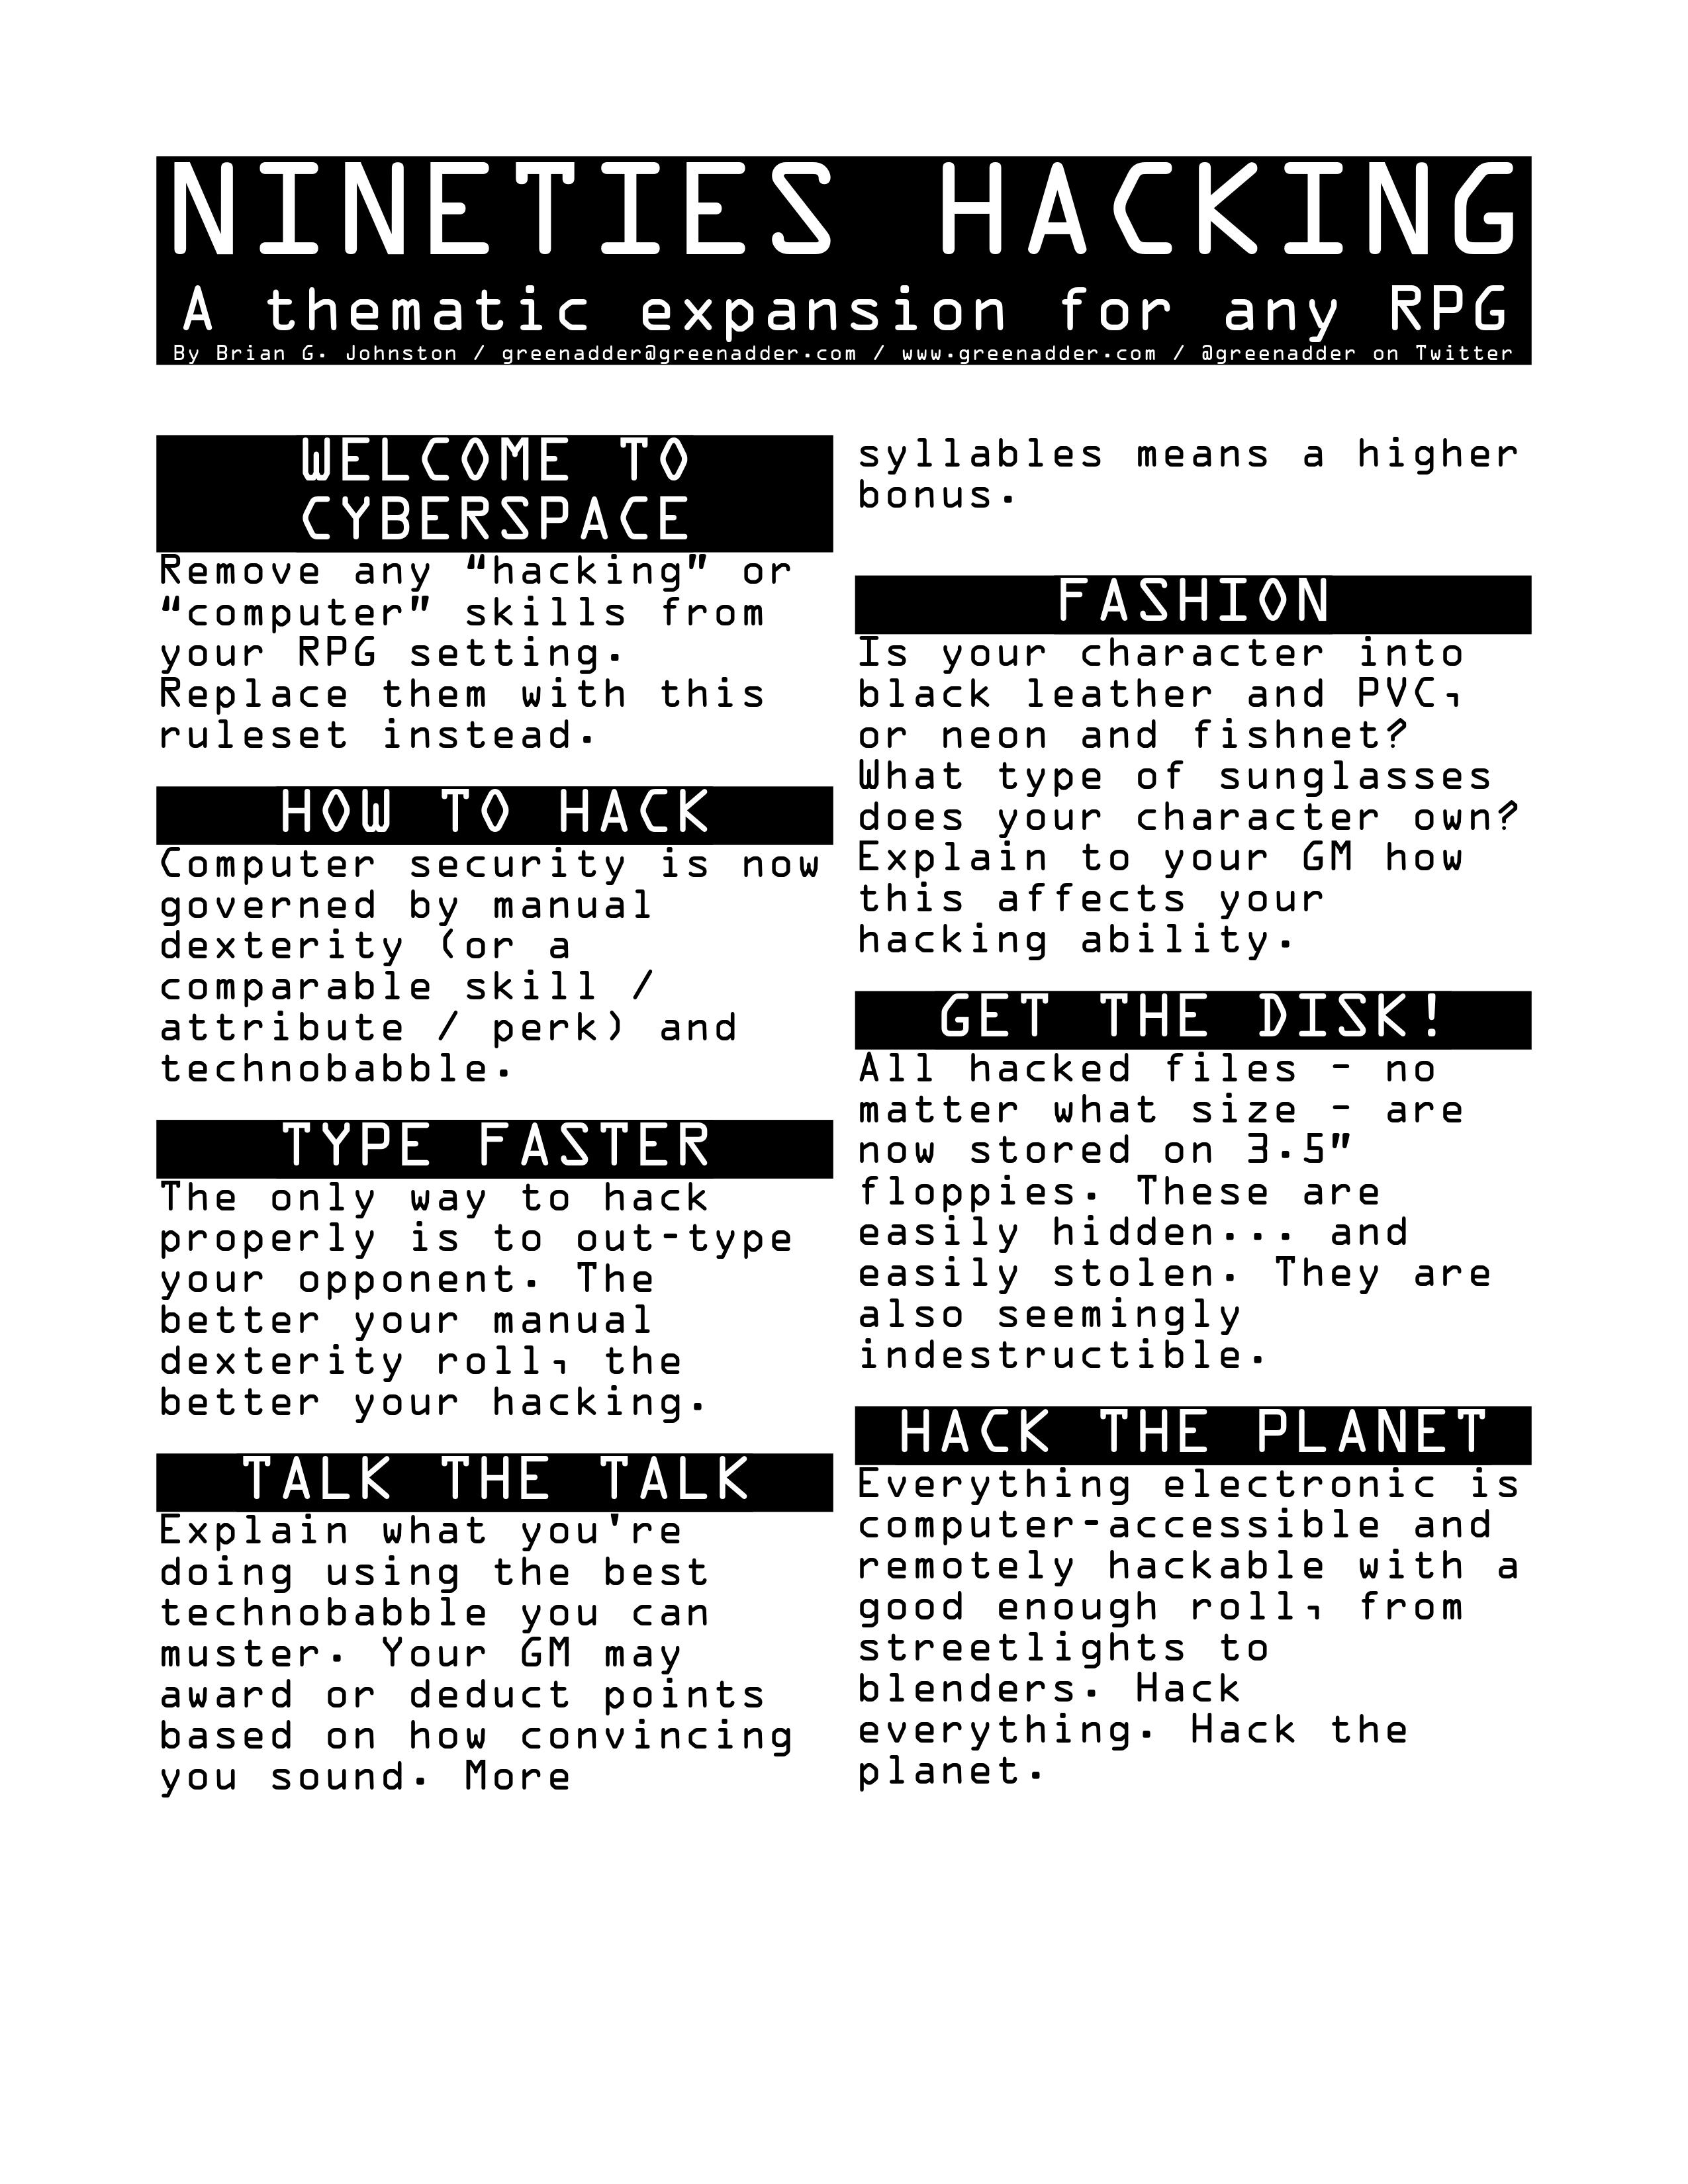 NINETIES HACKING
A thematic expansion for any RPG
By Brian G. Johnston / greenadder@greenadder.com / www.greenadder.com / @greenadder on Twitter
WELCOME TO
CYBERSPACE
Remove any “hacking” or
“computer” skills from
your RPG setting.
Replace them with this
ruleset instead.
HOW TO HACK
Computer security is now
governed by manual
dexterity (or a
comparable skill /
attribute / perk) and
technobabble.
TYPE FASTER
The only way to hack
properly is to out-type
your opponent. The
better your manual
dexterity roll, the
better your hacking.
TALK THE TALK
Explain what you're
doing using the best
technobabble you can
muster. Your GM may
award or deduct points
based on how convincing
you sound. More
syllables means a higher
bonus.
FASHION
Is your character into
black leather and PVC,
or neon and fishnet?
What type of sunglasses
does your character own?
Explain to your GM how
this affects your
hacking ability.
GET THE DISK!
All hacked files - no
matter what size - are
now stored on 3.5”
floppies. These are
easily hidden... and
easily stolen. They are
also seemingly
indestructible.
HACK THE PLANET
Everything electronic is
computer-accessible and
remotely hackable with a
good enough roll, from
streetlights to
blenders. Hack
everything. Hack the
planet.